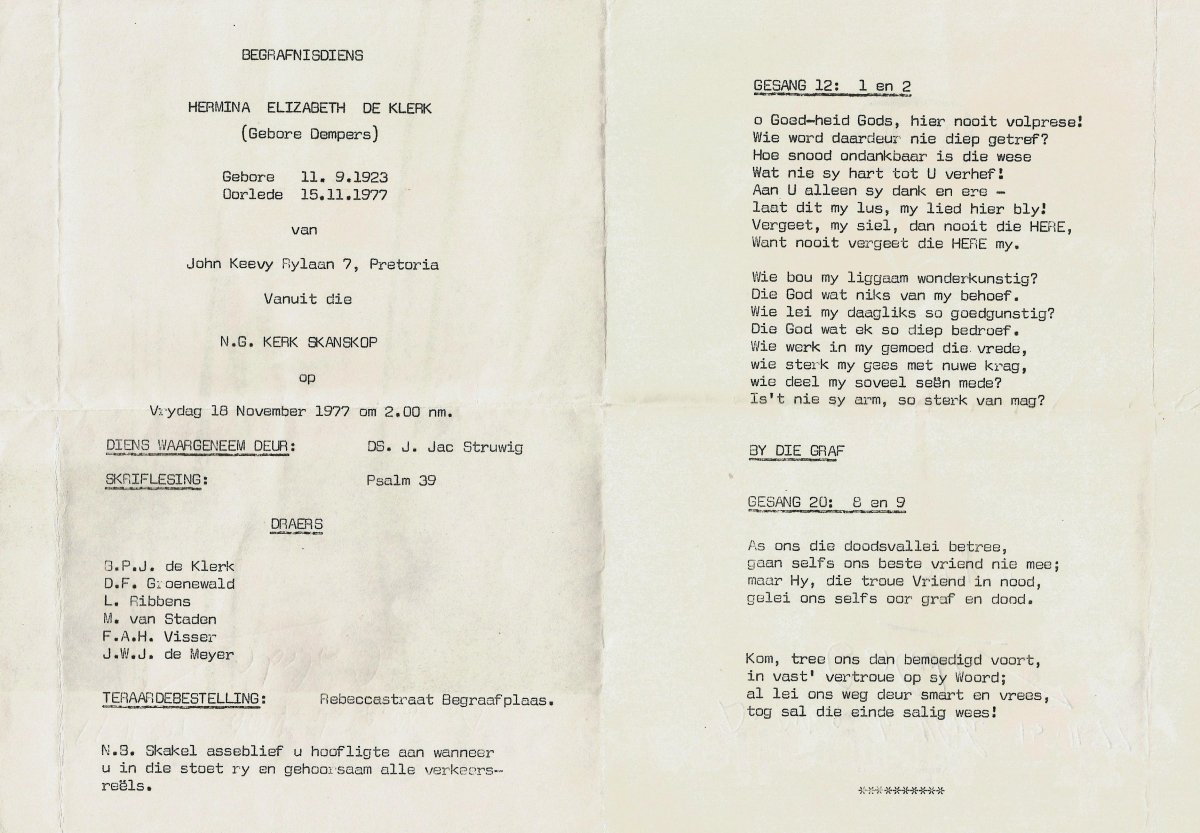 BEGRAFNISDIENS
HERMINA ELIZABETH DE KLERK
(Gebore Dempers)
Gebore 11. 9.1923
Oorlede 15.11.1977
van
John Keevy Rylaan 7, Pretoria
Vanuit die
N.G. KERK SKANSKOP
op
Vrydag 18 November 1977 om 2.00 nm.
DIENS WAARGENEEM DEUR: DS. J. Jac Struwig
SKRIFLESING: Psalm 39
DRAERS
B.P.J. de Klerk
D.F. Groenewald
L. Ribbens
M. van Staden
F.A.H. Visser
J.W.J. de Meyer
TERAARDEBESTELLING: Rebeccastraat Begraafplaas.
N.B. Skakel asseblief u hoofligte aan wanneer
u in die stoet ry en gehoorsaam alle verkeers-
reëls.
GESANG 12: 1 en 2
o Goed-heid Gods, hier nooit volprese!
Wie word daardeur nie diep getref?
Hoe snood ondankbaar is die wese
Wat nie sy hart tot U verhef!
Aan U alleen sy dank en ere -
laat dit my lus, my lied hier bly!
Vergeet, my siel, dan nooit die HERE,
Want nooit vergeet die HERE my.
Wie bou my liggaam wonderkunstig?
Die God wat niks van my behoef.
Wie lei my daagliks so goedgunstig?
Die God wat ek so diep bedroef.
Wie werk in my gemoed die vrede,
wie sterk my gees met nuwe krag,
wie deel my soveel seën mede?
Is't nie sy arm, so sterk van mag?
BY DIE GRAF
GESANG 20: 8 en 9
As ons die doodsvallei betree,
gaan selfs ons beste vriend nie mee;
maar Hy, die troue Vriend in nood,
gelei ons selfs oor graf en dood.
Kom, tree ons dan bemoedigd voort,
in vast' vertroue op sy Woord;
al lei ons weg deur smart en vrees,
tog sal die einde salig wees!
**********